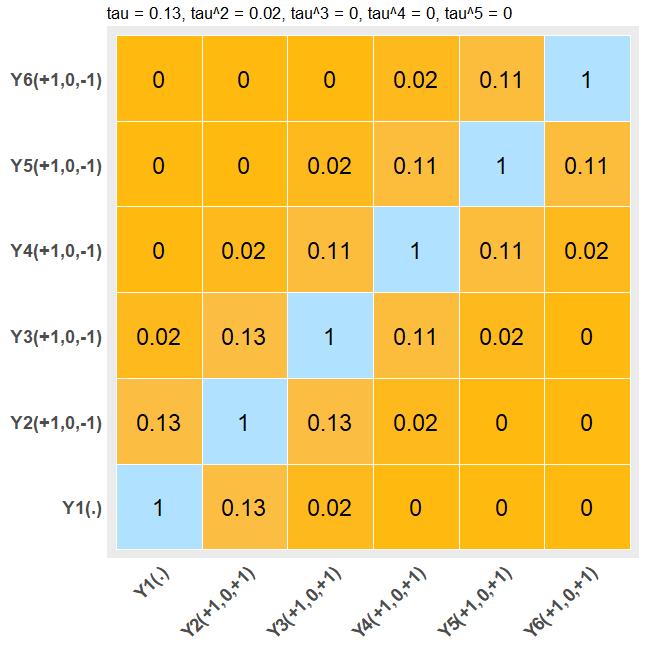 tau = 0.13, tau^2 = 0.02, tau^3 = 0, tau^4 = 0, tau^5 = 0
Y6(+1,0,-1) 0 0 0 0.02 0.11 1
Y5(+1,0,-1) 0 0 0.02 0.11 1 0.11
Y4(+1,0,-1) 0 0.02 0.11 1 0.11 0.02
Y3(+1,0,-1) 0.02 0.13 1 0.11 0.02 0
Y2(+1,0,-1) 0.13 1 0.13 0.02 0 0
Y1(.) 1 0.13 0.02 0 0 0
Y1(.) Y2(+1,0,+1) Y3(+1,0,+1) Y4(+1,0,+1) Y5(+1,0,+1) Y6(+1,0,+1)